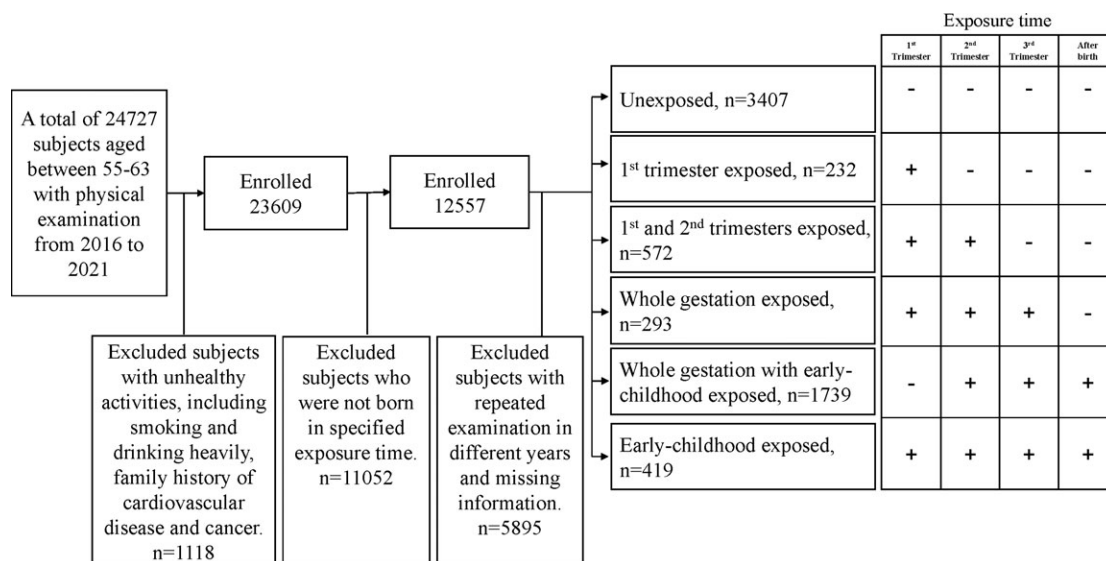 Exposure time
1st Trimester
2nd Trimester
3rd Trimester
After birth
A total of 24727
subjects aged
between 55-63
with physical
examination
from 2016 to
2021
Enrolled
23609
Enrolled
12557
Unexposed, n=3407
- - - -
1st trimester exposed, n=232
+ - - -
1st and 2nd trimesters exposed,
n=572
+ + - -
Whole gestation exposed,
n=293
+ + + -
Whole gestation with early-
childhood exposed, n=1739
- + + +
Early-childhood exposed,
n=419
+ + + +
Excluded subjects
with unhealthy
activities, including
smoking and
drinking heavily,
family history of
cardiovascular
disease and cancer.
n=1118
Excluded
subjects who
were not born
in specified
exposure time.
n=11052
Excluded
subjects with
repeated
examination in
different years
and missing
information.
n=5895